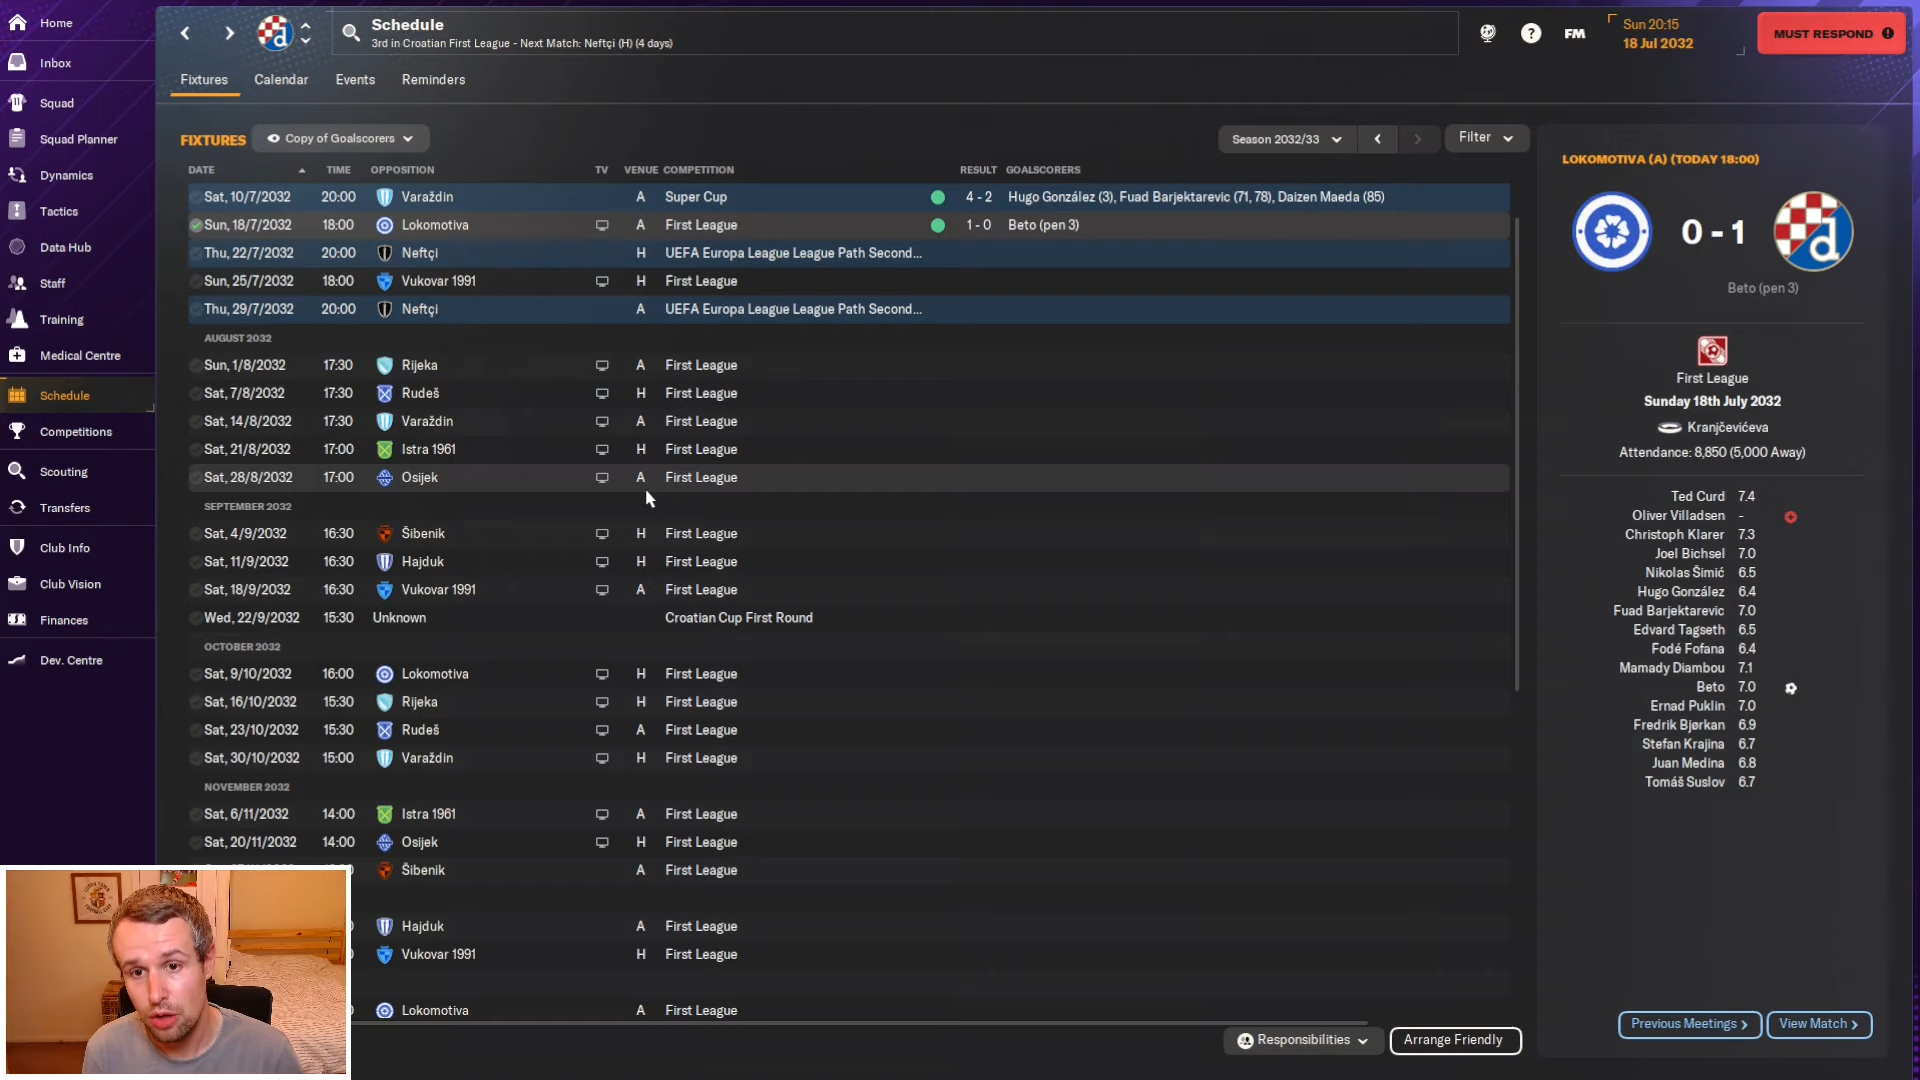 Home
Inbox
Squad
Squad Planner
Dynamics
Tactics
Data Hub
Staff
Training
Medical Centre
Schedule
Competitions
Scouting
Transfers
Club Info
Club Vision
Finances
Dev. Centre
Schedule
3rd in Croatian First League - Next Match: Neftçi (H) (4 days)
FM
Sun 20:15
18 Jul 2032
MUST RESPOND
Fixtures Calendar Events Reminders
FIXTURES Copy of Goalscorers Season 2032/33 Filter
DATE TIME OPPOSITION TV VENUE COMPETITION RESULT GOALSCORERS
Sat, 10/7/2032 20:00 Varaždin A Super Cup 4 - 2 Hugo González (3), Fuad Barjektarevic (71, 78), Daizen Maeda (85)
Sun, 18/7/2032 18:00 Lokomotiva A First League 1 - 0 Beto (pen 3)
Thu, 22/7/2032 20:00 Neftçi H UEFA Europa League League Path Second...
Sun, 25/7/2032 18:00 Vukovar 1991 H First League
Thu, 29/7/2032 20:00 Neftçi A UEFA Europa League League Path Second...
AUGUST 2032
Sun, 1/8/2032 17:30 Rijeka A First League
Sat, 7/8/2032 17:30 Rudeš H First League
Sat, 14/8/2032 17:30 Varaždin A First League
Sat, 21/8/2032 17:00 Istra 1961 H First League
Sat, 28/8/2032 17:00 Osijek A First League
SEPTEMBER 2032
Sat, 4/9/2032 16:30 Šibenik H First League
Sat, 11/9/2032 16:30 Hajduk H First League
Sat, 18/9/2032 16:30 Vukovar 1991 A First League
Wed, 22/9/2032 15:30 Unknown Croatian Cup First Round
OCTOBER 2032
Sat, 9/10/2032 16:00 Lokomotiva H First League
Sat, 16/10/2032 15:30 Rijeka H First League
Sat, 23/10/2032 15:30 Rudeš A First League
Sat, 30/10/2032 15:00 Varaždin H First League
NOVEMBER 2032
Sat, 6/11/2032 14:00 Istra 1961 A First League
Sat, 20/11/2032 14:00 Osijek H First League
Šibenik A First League
Hajduk A First League
Vukovar 1991 H First League
Lokomotiva A First League
Responsibilities Arrange Friendly
LOKOMOTIVA (A) (TODAY 18:00)
0 - 1
Beto (pen 3)
First League
Sunday 18th July 2032
Kranjčevićeva
Attendance: 8,850 (5,000 Away)
Ted Curd 7.4
Oliver Villadsen -
Christoph Klarer 7.3
Joel Bichsel 7.0
Nikolas Šimić 6.5
Hugo González 6.4
Fuad Barjektarevic 7.0
Edvard Tagseth 6.5
Fodé Fofana 6.4
Mamady Diambou 7.1
Beto 7.0
Ernad Puklin 7.0
Fredrik Bjørkan 6.9
Stefan Krajina 6.7
Juan Medina 6.8
Tomáš Suslov 6.7
Previous Meetings View Match